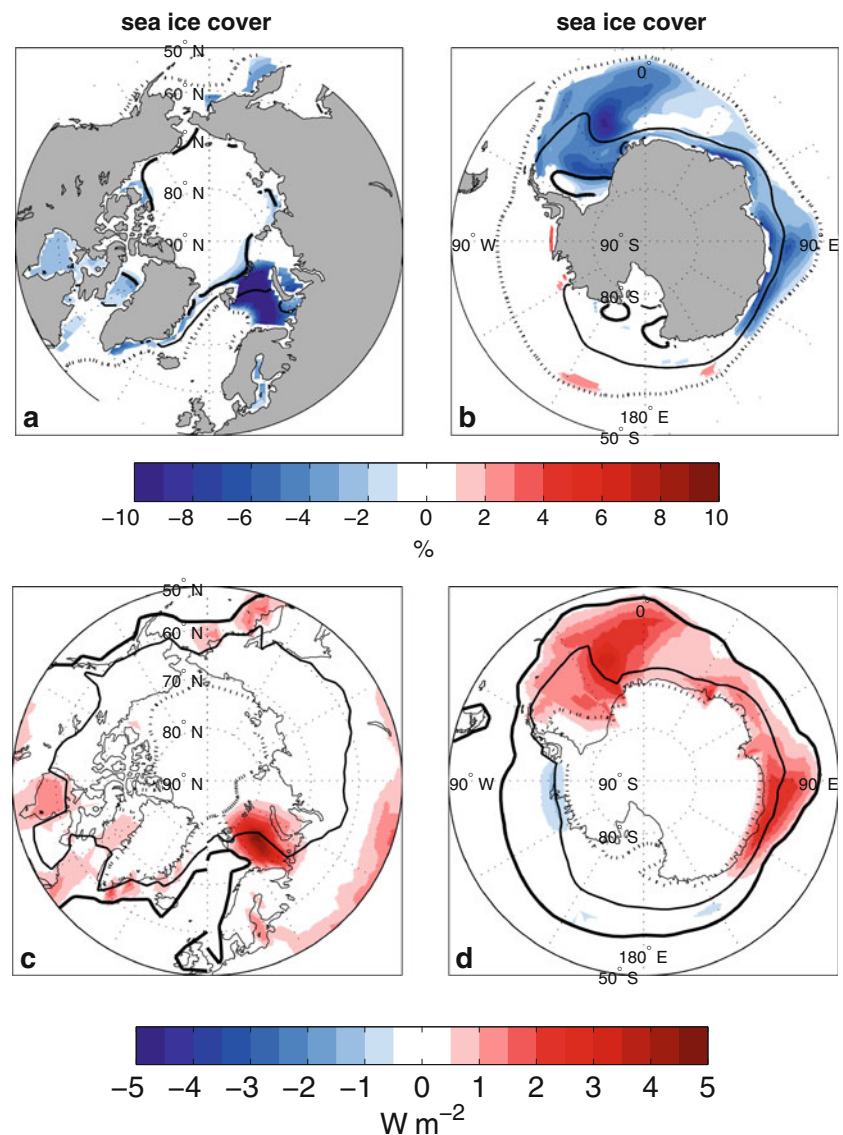 sea ice cover
sea ice cover
50° N
60° N
70° N
80° N
90° N
a
0°
90° W
90° S
90° E
80° S
180° E
50° S
b
−10 −8 −6 −4 −2 0 2 4 6 8 10
%
50° N
60° N
70° N
80° N
90° N
c
0°
90° W
90° S
90° E
80° S
180° E
50° S
d
−5 −4 −3 −2 −1 0 1 2 3 4 5
W m⁻²